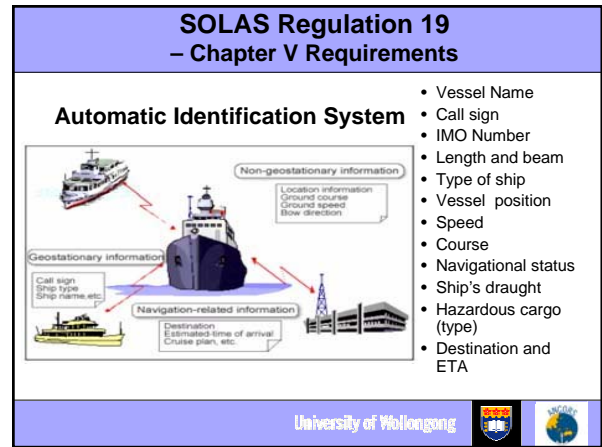 SOLAS Regulation 19
– Chapter V Requirements
Automatic Identification System
Non-geostationary information
Location information
Ground course
Ground speed
Bow direction
Geostationary information
Call sign
Ship type
Ship name,etc.
Navigation-related information
Destination
Estimated-time of arrival
Cruise plan, etc.
• Vessel Name
• Call sign
• IMO Number
• Length and beam
• Type of ship
• Vessel position
• Speed
• Course
• Navigational status
• Ship's draught
• Hazardous cargo
(type)
• Destination and
ETA
University of Wollongong
ANCORS